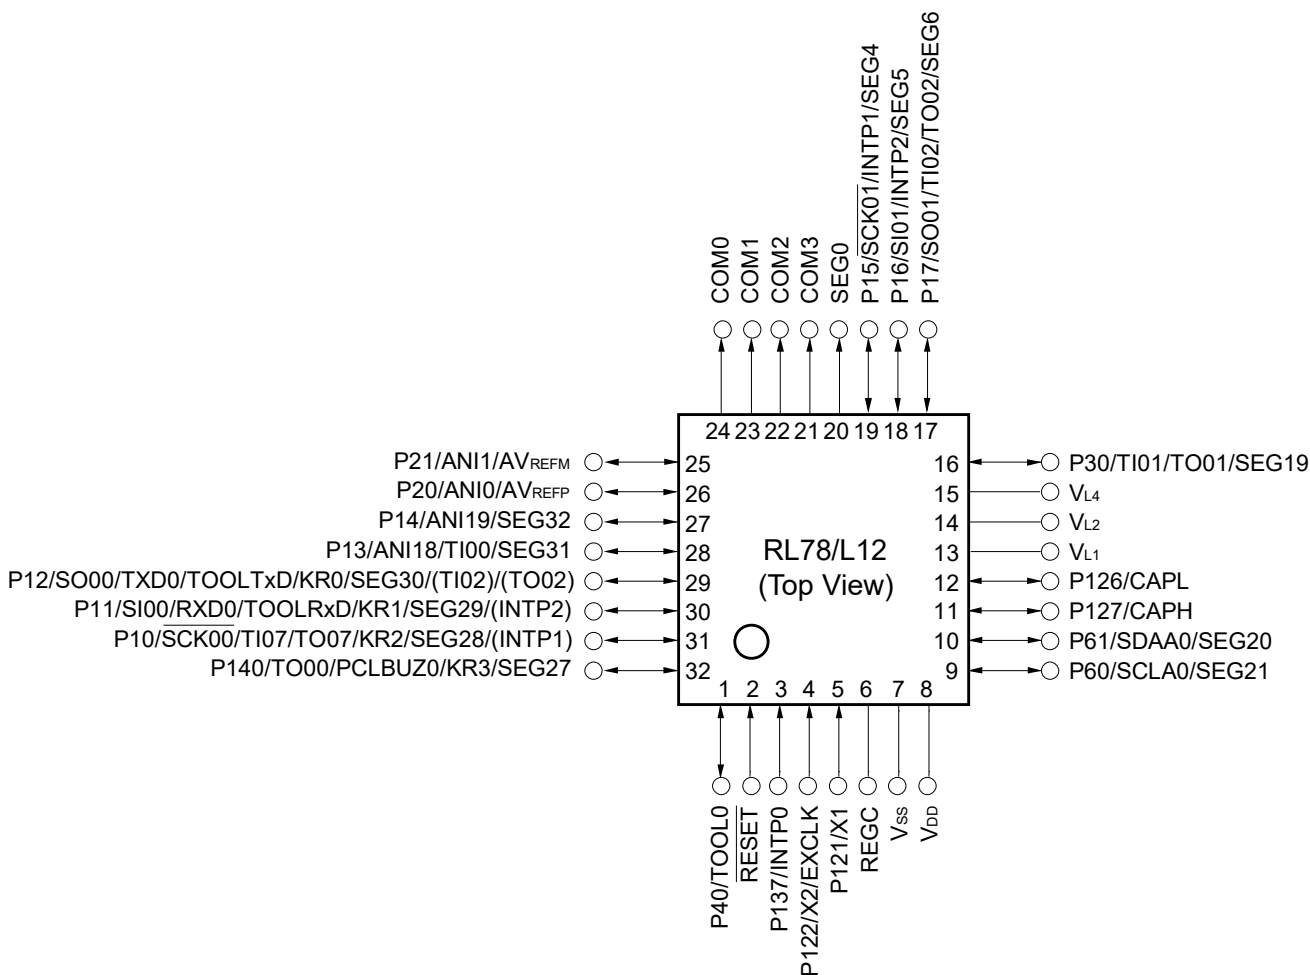 COM0
COM1
COM2
COM3
SEG0
P15/SCK01/INTP1/SEG4
P16/SI01/INTP2/SEG5
P17/SO01/TI02/TO02/SEG6
24 23 22 21 20 19 18 17
P21/ANI1/AVREFM 25
P20/ANI0/AVREFP 26
P14/ANI19/SEG32 27
P13/ANI18/TI00/SEG31 28
P12/SO00/TXD0/TOOLTxD/KR0/SEG30/(TI02)/(TO02) 29
P11/SI00/RXD0/TOOLRxD/KR1/SEG29/(INTP2) 30
P10/SCK00/TI07/TO07/KR2/SEG28/(INTP1) 31
P140/TO00/PCLBUZ0/KR3/SEG27 32
RL78/L12
(Top View)
16 P30/TI01/TO01/SEG19
15 VL4
14 VL2
13 VL1
12 P126/CAPL
11 P127/CAPH
10 P61/SDAA0/SEG20
9 P60/SCLA0/SEG21
1 2 3 4 5 6 7 8
P40/TOOL0
RESET
P137/INTP0
P122/X2/EXCLK
P121/X1
REGC
VSS
VDD